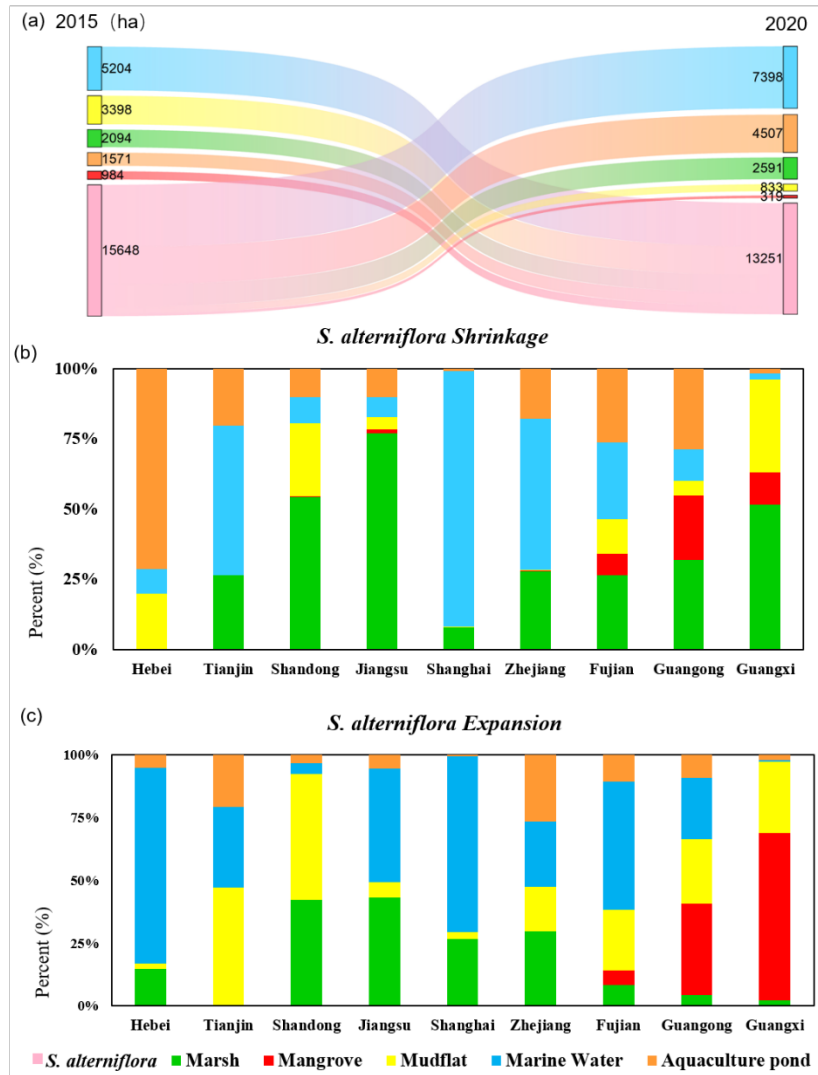 (a) 2015 (ha) 2020
5204 7398
3398 4507
2094 2591
1571 833
984 319
15648 13251
S. alterniflora Shrinkage
(b)
100%
75%
50%
25%
0%
Percent (%)
Hebei Tianjin Shandong Jiangsu Shanghai Zhejiang Fujian Guangong Guangxi
(c)
S. alterniflora Expansion
100%
75%
50%
25%
0%
Percent (%)
Hebei Tianjin Shandong Jiangsu Shanghai Zhejiang Fujian Guangong Guangxi
S. alterniflora Marsh Mangrove Mudflat Marine Water Aquaculture pond